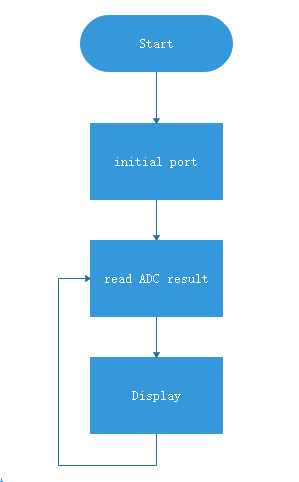 Start
initial port
read ADC result
Display